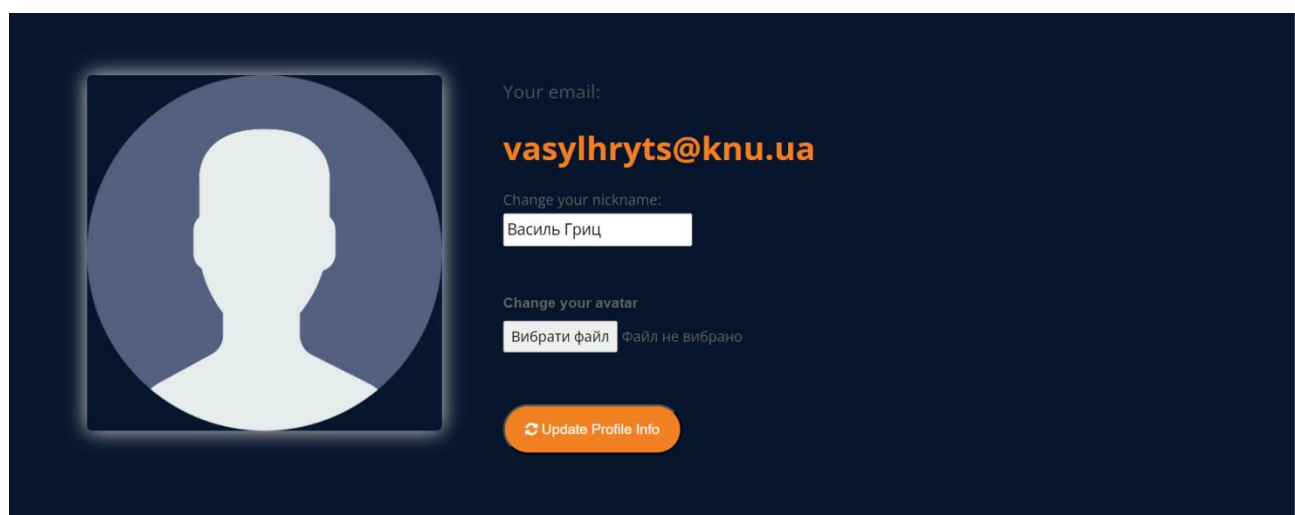 Your email:
vasylhryts@knu.ua
Change your nickname:
Василь Гриц
Change your avatar
Вибрати файл Файл не вибрано
Update Profile Info